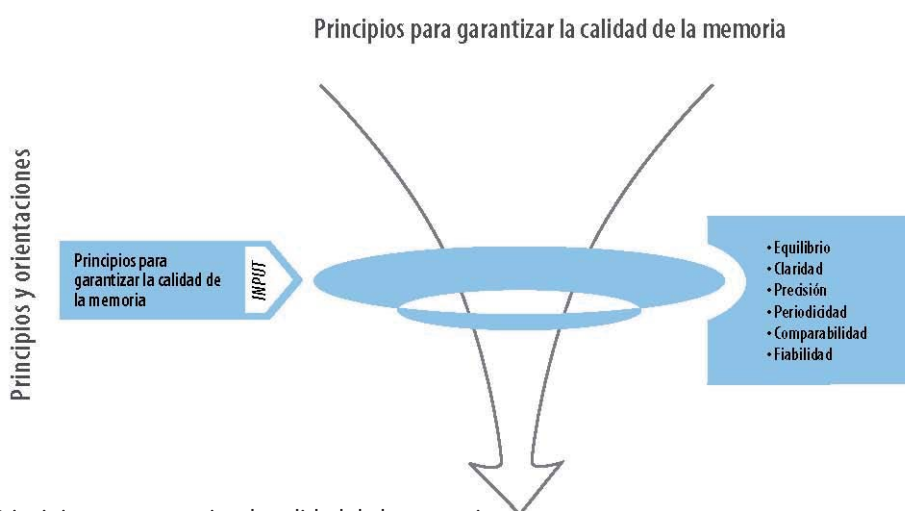 Principios para garantizar la calidad de la memoria
Principios y orientaciones
Principios para
garantizar la calidad de
la memoria
INPUT
• Equilibrio
• Claridad
• Precisión
• Periodicidad
• Comparabilidad
• Fiabilidad